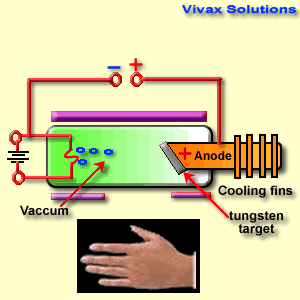 Vivax Solutions
− +
+ Anode
Cooling fins
Vaccum
tungsten
target